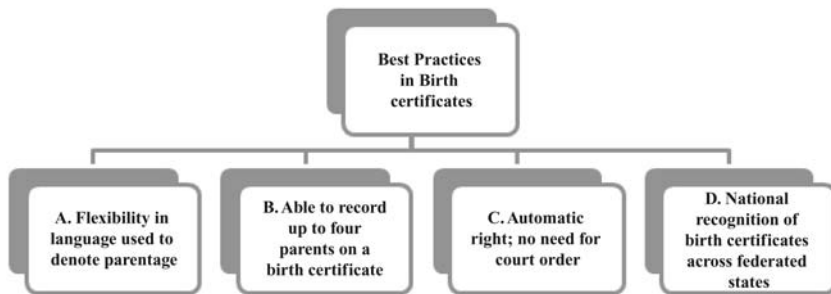 Best Practices
in Birth
certificates
A. Flexibility in
language used to
denote parentage
B. Able to record
up to four
parents on a
birth certificate
C. Automatic
right; no need for
court order
D. National
recognition of
birth certificates
across federated
states